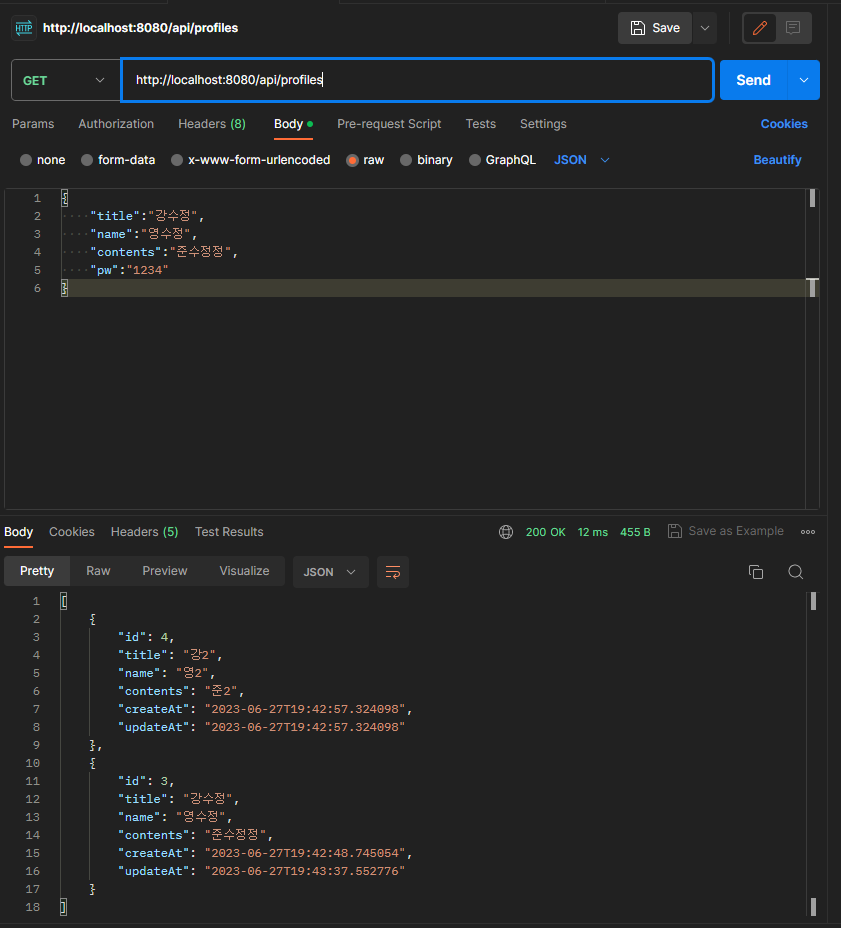 HTTP http://localhost:8080/api/profiles Save
GET http://localhost:8080/api/profiles Send
Params Authorization Headers (8) Body Pre-request Script Tests Settings Cookies
none form-data x-www-form-urlencoded raw binary GraphQL JSON Beautify
1 {
2 ····"title":"강수정",
3 ····"name":"영수정",
4 ····"contents":"준수정정",
5 ····"pw":"1234"
6 }
Body Cookies Headers (5) Test Results 200 OK 12 ms 455 B Save as Example
Pretty Raw Preview Visualize JSON
1 [
2 {
3 "id": 4,
4 "title": "강2",
5 "name": "영2",
6 "contents": "준2",
7 "createAt": "2023-06-27T19:42:57.324098",
8 "updateAt": "2023-06-27T19:42:57.324098"
9 },
10 {
11 "id": 3,
12 "title": "강수정",
13 "name": "영수정",
14 "contents": "준수정정",
15 "createAt": "2023-06-27T19:42:48.745054",
16 "updateAt": "2023-06-27T19:43:37.552776"
17 }
18 ]